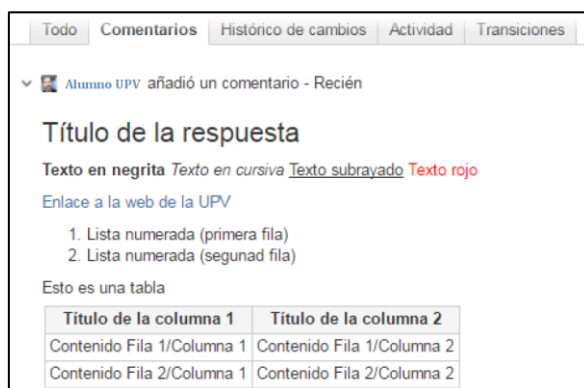 Todo Comentarios Histórico de cambios Actividad Transiciones
Alumno UPV añadió un comentario - Recién
Título de la respuesta
Texto en negrita Texto en cursiva Texto subrayado Texto rojo
Enlace a la web de la UPV
1. Lista numerada (primera fila)
2. Lista numerada (segunad fila)
Esto es una tabla
Título de la columna 1 Título de la columna 2
Contenido Fila 1/Columna 1 Contenido Fila 1/Columna 2
Contenido Fila 2/Columna 1 Contenido Fila 2/Columna 2